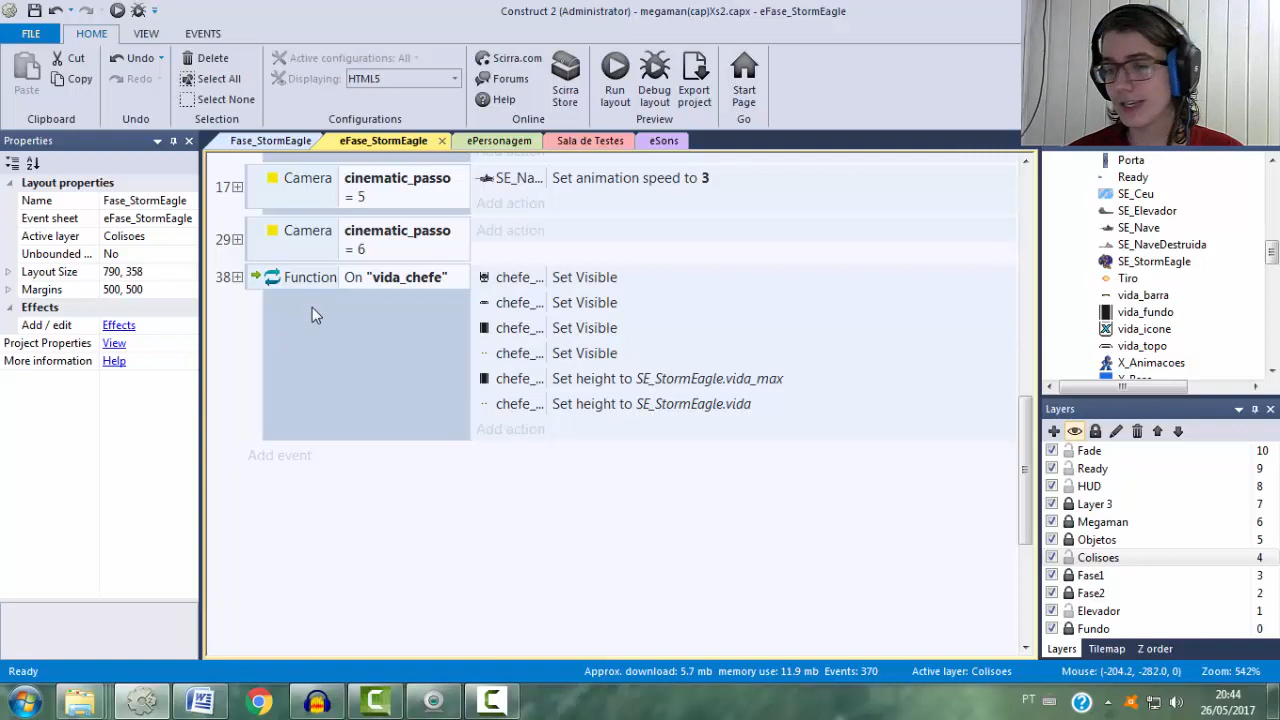 Construct 2 (Administrator) - megaman(cap)Xs2.capx - eFase_StormEagle
FILE HOME VIEW EVENTS
Paste Cut Copy Undo Redo Delete Select All Select None Active configurations: All Displaying: HTML5 Scirra.com Forums Help Scirra Store Run layout Debug layout Export project Start Page
Clipboard Undo Selection Configurations Online Preview Go
Properties
Fase_StormEagle eFase_StormEagle ePersonagem Sala de Testes eSons
Layout properties
Name Fase_StormEagle
Event sheet eFase_StormEagle
Active layer Colisoes
Unbounded ... No
Layout Size 790, 358
Margins 500, 500
Effects
Add / edit Effects
Project Properties View
More information Help
17 Camera cinematic_passo = 5 SE_Na... Set animation speed to 3
Add action
29 Camera cinematic_passo = 6 Add action
38 Function On "vida_chefe" chefe_... Set Visible
chefe_... Set Visible
chefe_... Set Visible
chefe_... Set Visible
chefe_... Set height to SE_StormEagle.vida_max
chefe_... Set height to SE_StormEagle.vida
Add action
Add event
Porta
Ready
SE_Ceu
SE_Elevador
SE_Nave
SE_NaveDestruida
SE_StormEagle
Tiro
vida_barra
vida_fundo
vida_icone
vida_topo
X_Animacoes
Layers
Fade 10
Ready 9
HUD 8
Layer 3 7
Megaman 6
Objetos 5
Colisoes 4
Fase1 3
Fase2 2
Elevador 1
Fundo 0
Layers Tilemap Z order
Ready Approx. download: 5.7 mb memory use: 11.9 mb Events: 370 Active layer: Colisoes Mouse: (-204.2, -282.0, 0) Zoom: 542%
PT 20:44
26/05/2017